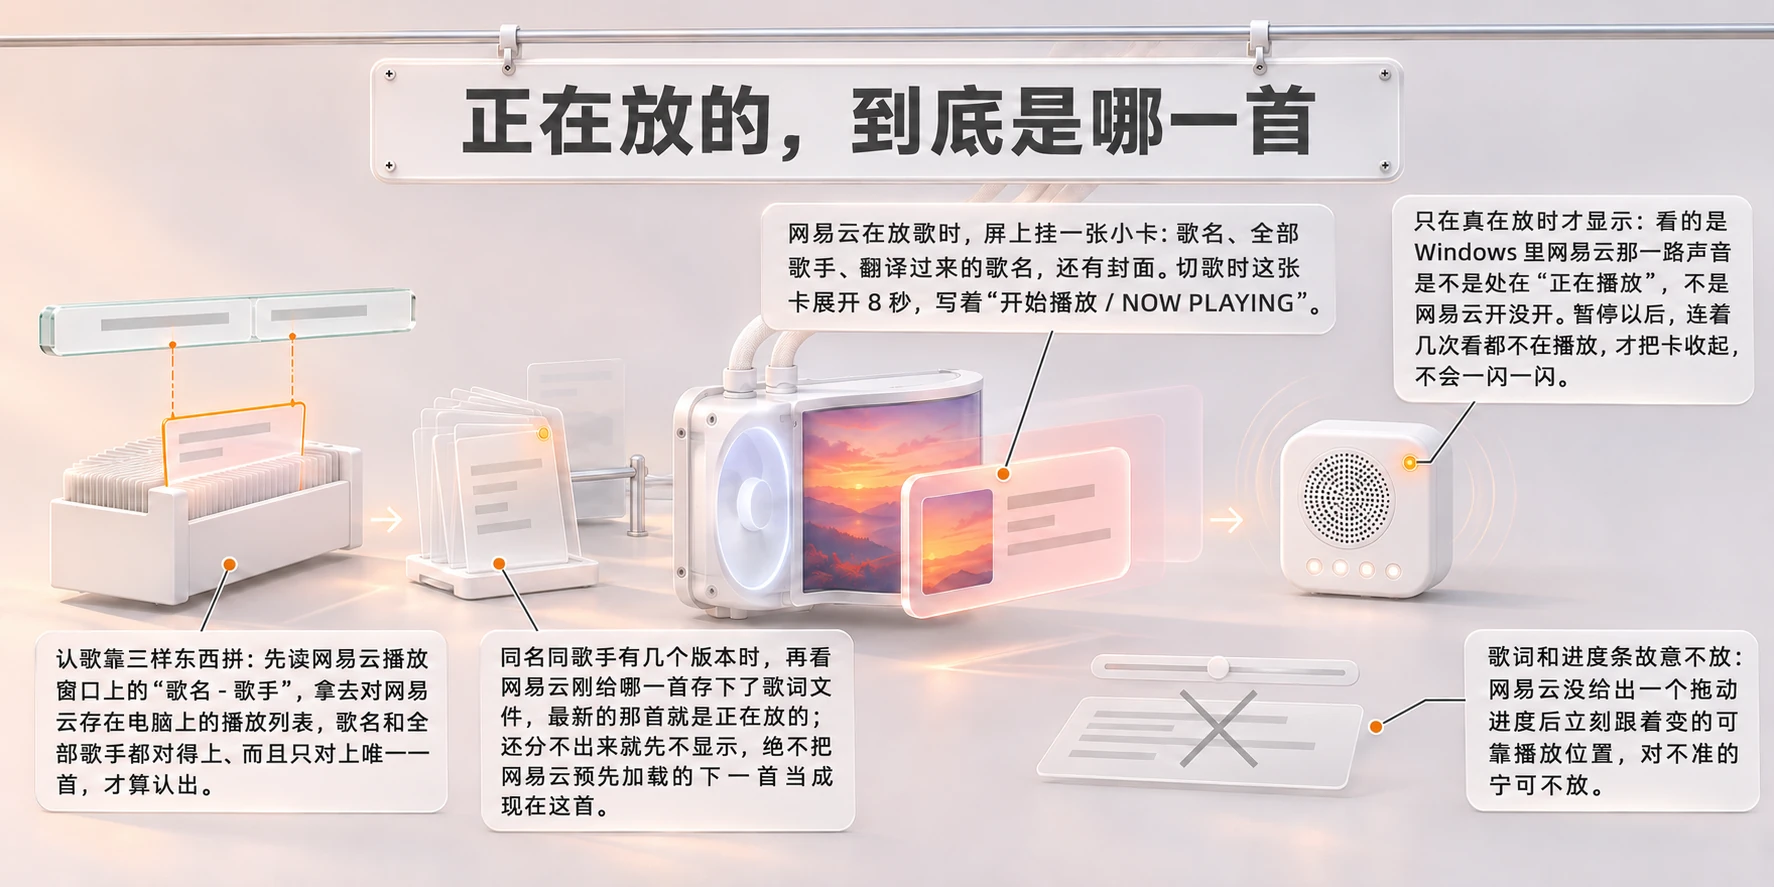 正在放的，到底是哪一首
网易云在放歌时，屏上挂一张小卡：歌名、全部
歌手、翻译过来的歌名，还有封面。切歌时这张
卡展开 8 秒，写着“开始播放 / NOW PLAYING”。
只在真在放时才显示：看的是
Windows 里网易云那一路声音
是不是处在“正在播放”，不是
网易云开没开。暂停以后，连着
几次看都不在播放，才把卡收起，
不会一闪一闪。
认歌靠三样东西拼：先读网易云播放
窗口上的“歌名 - 歌手”，拿去对网易
云存在电脑上的播放列表，歌名和全
部歌手都对得上、而且只对上唯一一
首，才算认出。
同名同歌手有几个版本时，再看
网易云刚给哪一首存下了歌词文
件，最新的那首就是正在放的；
还分不出来就先不显示，绝不把
网易云预先加载的下一首当成
现在这首。
歌词和进度条故意不放：
网易云没给出一个拖动
进度后立刻跟着变的可
靠播放位置，对不准的
宁可不放。